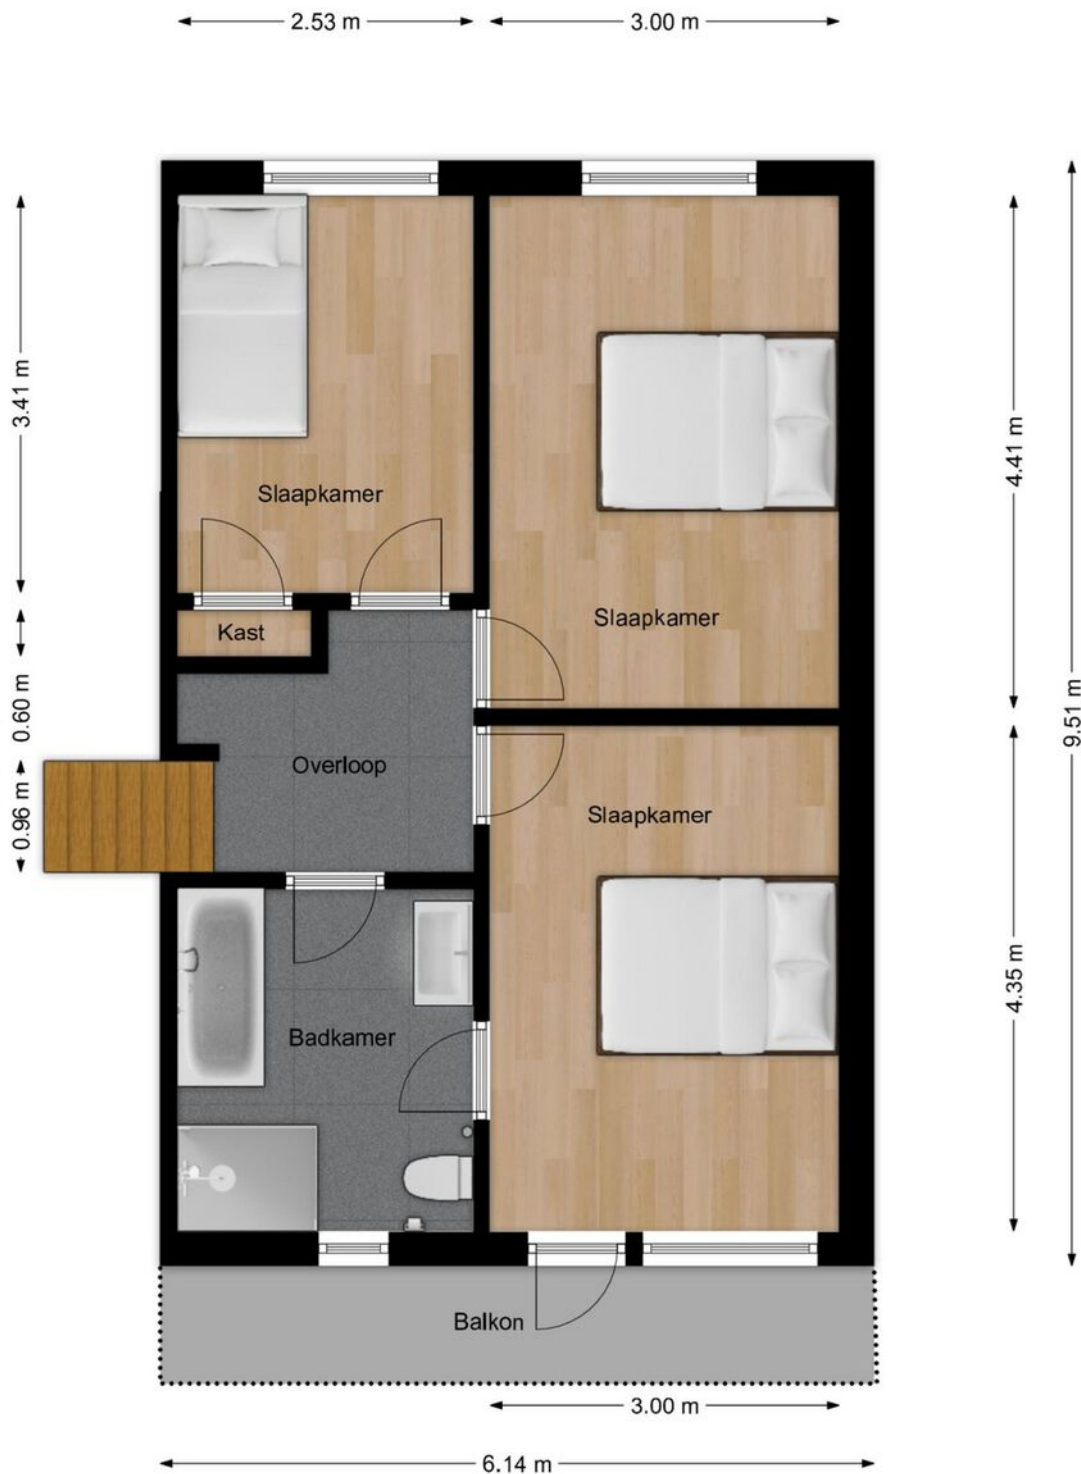 2.53 m
3.00 m
3.41 m
4.41 m
Slaapkamer
Slaapkamer
Kast
0.60 m
9.51 m
Overloop
0.96 m
Slaapkamer
4.35 m
Badkamer
Balkon
3.00 m
6.14 m